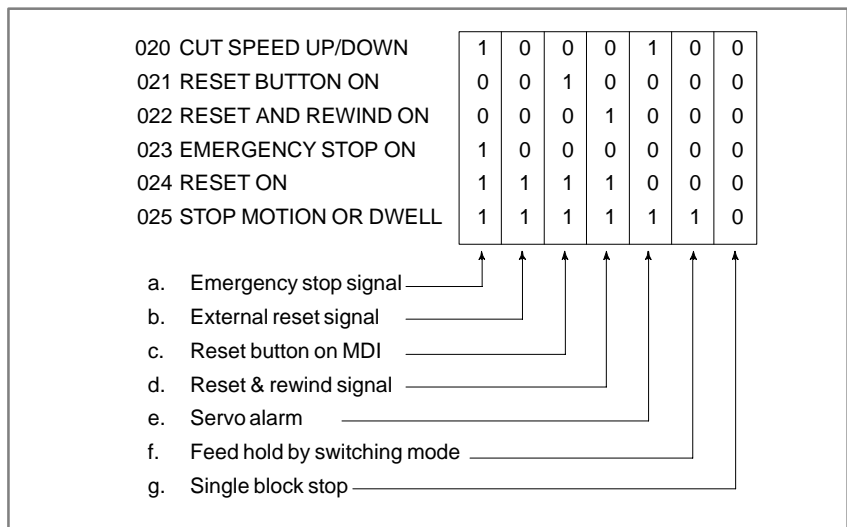 020 CUT SPEED UP/DOWN 1 0 0 0 1 0 0
021 RESET BUTTON ON 0 0 1 0 0 0 0
022 RESET AND REWIND ON 0 0 0 1 0 0 0
023 EMERGENCY STOP ON 1 0 0 0 0 0 0
024 RESET ON 1 1 1 1 0 0 0
025 STOP MOTION OR DWELL 1 1 1 1 1 1 0
a. Emergency stop signal
b. External reset signal
c. Reset button on MDI
d. Reset & rewind signal
e. Servo alarm
f. Feed hold by switching mode
g. Single block stop